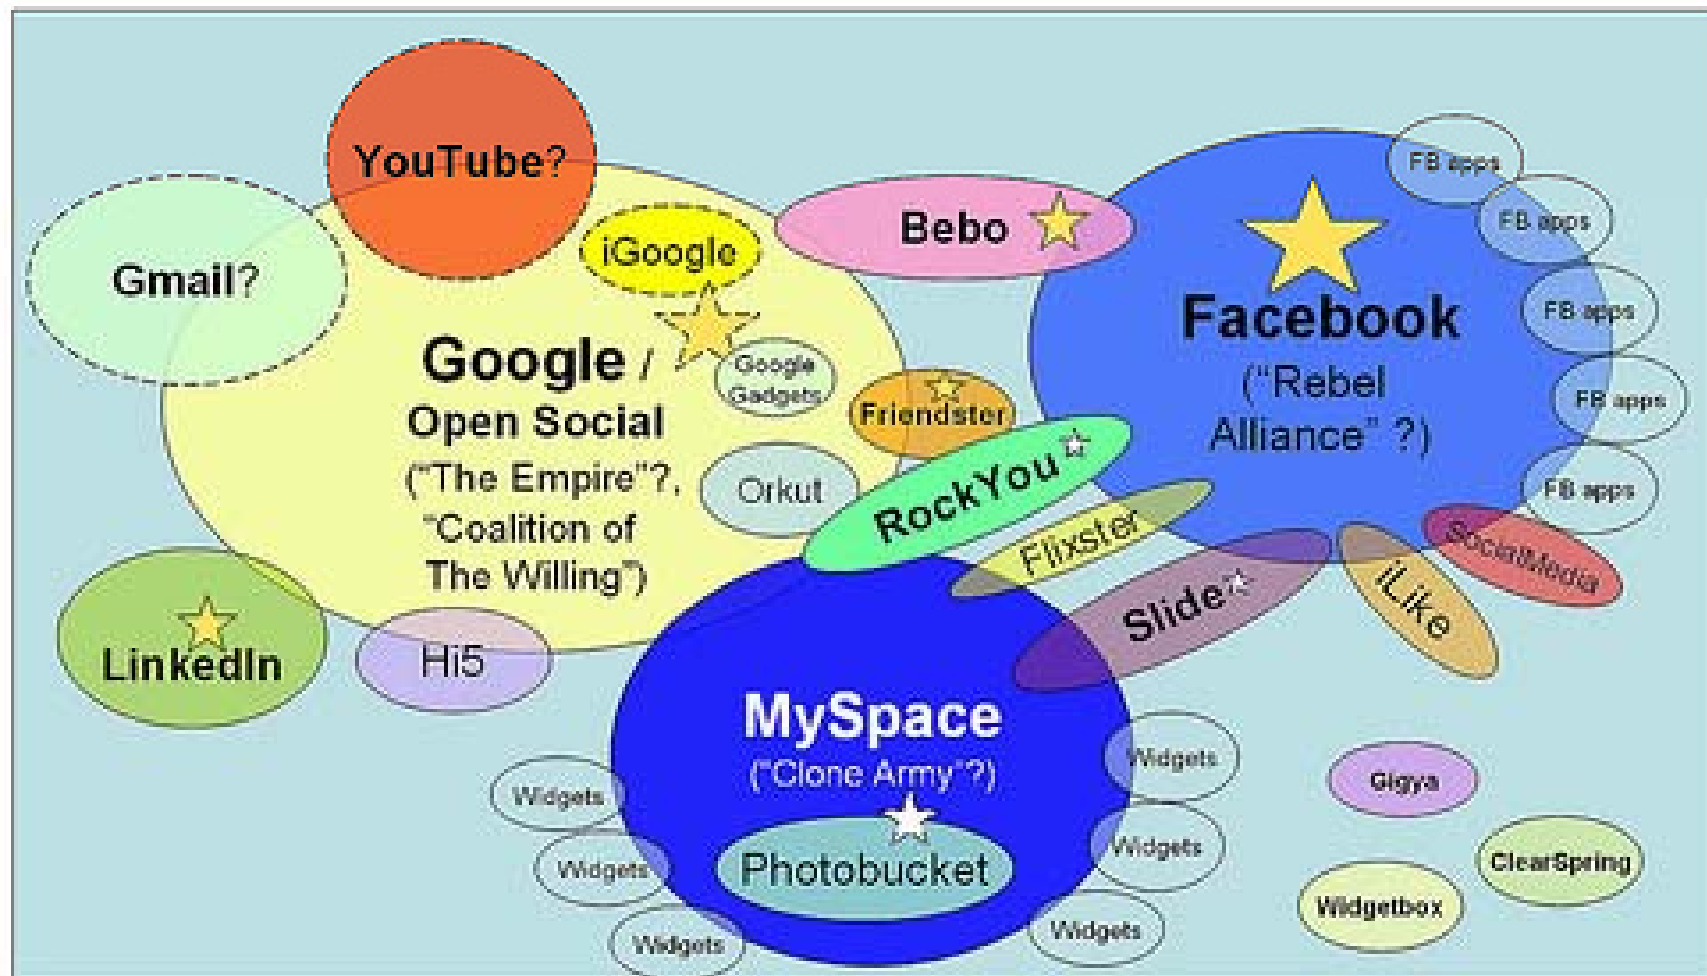 YouTube?
Gmail?
iGoogle
Google /
Open Social
("The Empire"?,
"Coalition of
The Willing")
Google
Gadgets
Orkut
Friendster
Bebo
Facebook
("Rebel
Alliance" ?)
FB apps
FB apps
FB apps
FB apps
FB apps
RockYou
Flixster
Slide
iLike
SocialMedia
LinkedIn
Hi5
MySpace
("Clone Army"?)
Photobucket
Widgets
Widgets
Widgets
Widgets
Widgets
Widgets
Gigya
ClearSpring
Widgetbox